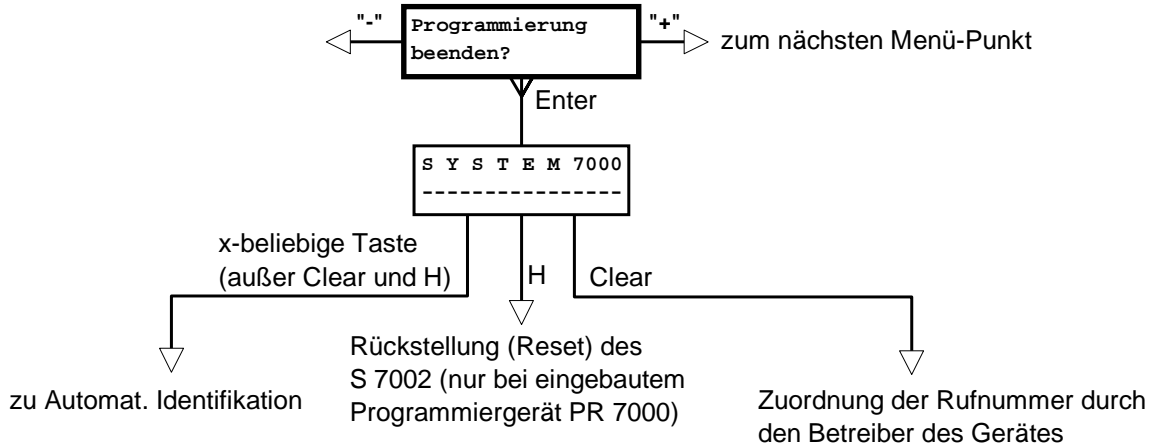 "-"
Programmierung
beenden?
"+"
zum nächsten Menü-Punkt
Enter
S Y S T E M 7000
----------------
x-beliebige Taste
(außer Clear und H)
H
Clear
zu Automat. Identifikation
Rückstellung (Reset) des
S 7002 (nur bei eingebautem
Programmiergerät PR 7000)
Zuordnung der Rufnummer durch
den Betreiber des Gerätes